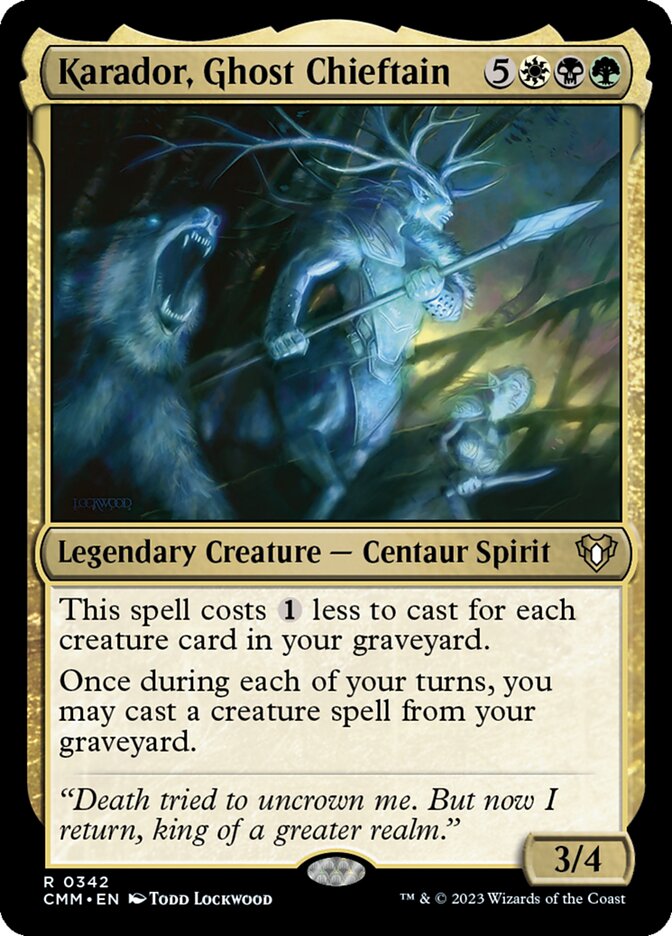 Karador, Ghost Chieftain 5
LOCKWOOD
Legendary Creature — Centaur Spirit
This spell costs 1 less to cast for each
creature card in your graveyard.
Once during each of your turns, you
may cast a creature spell from your
graveyard.
“Death tried to uncrown me. But now I
return, king of a greater realm.”
3/4
R 0342
CMM • EN Todd Lockwood
™ & © 2023 Wizards of the Coast